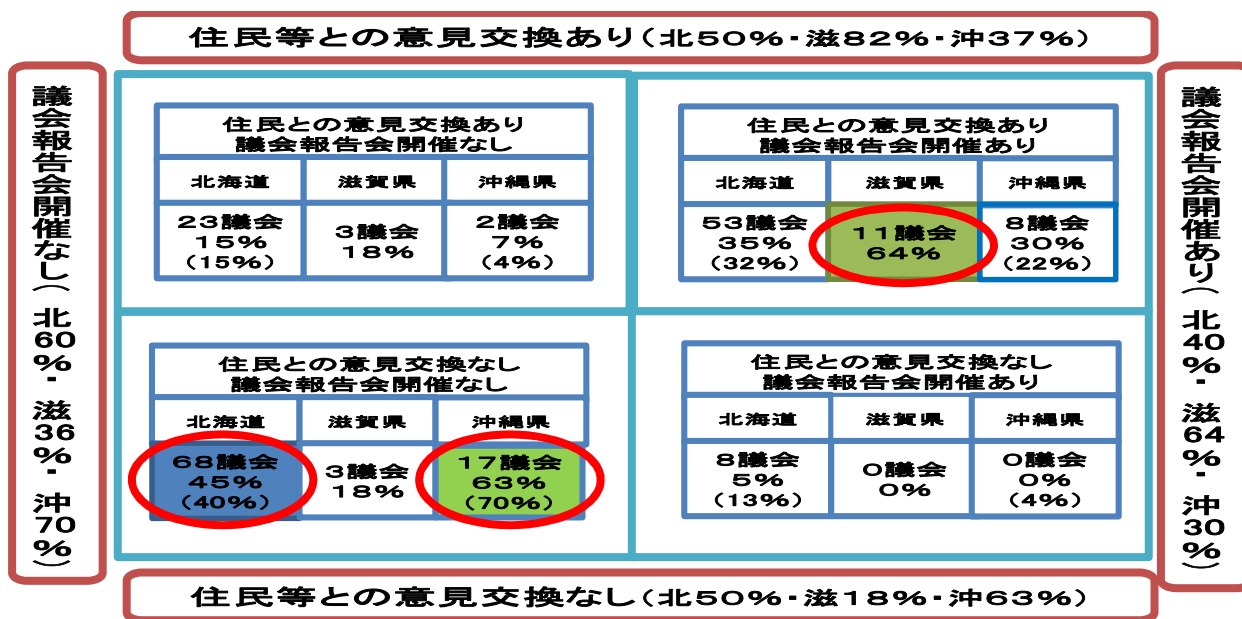 住民等との意見交換あり(北50%・滋82%・沖37%)
議会報告会開催なし(北60%・滋36%・沖70%)
住民との意見交換あり
議会報告会開催なし
北海道 滋賀県 沖縄県
23議会 3議会 2議会
15% 18% 7%
(15%) (4%)
住民との意見交換あり
議会報告会開催あり
北海道 滋賀県 沖縄県
53議会 11議会 8議会
35% 64% 30%
(32%) (22%)
議会報告会開催あり(北40%・滋64%・沖30%)
住民との意見交換なし
議会報告会開催なし
北海道 滋賀県 沖縄県
68議会 3議会 17議会
45% 18% 63%
(40%) (70%)
住民との意見交換なし
議会報告会開催あり
北海道 滋賀県 沖縄県
8議会 0議会 0議会
5% 0% 0%
(13%) (4%)
住民等との意見交換なし(北50%・滋18%・沖63%)